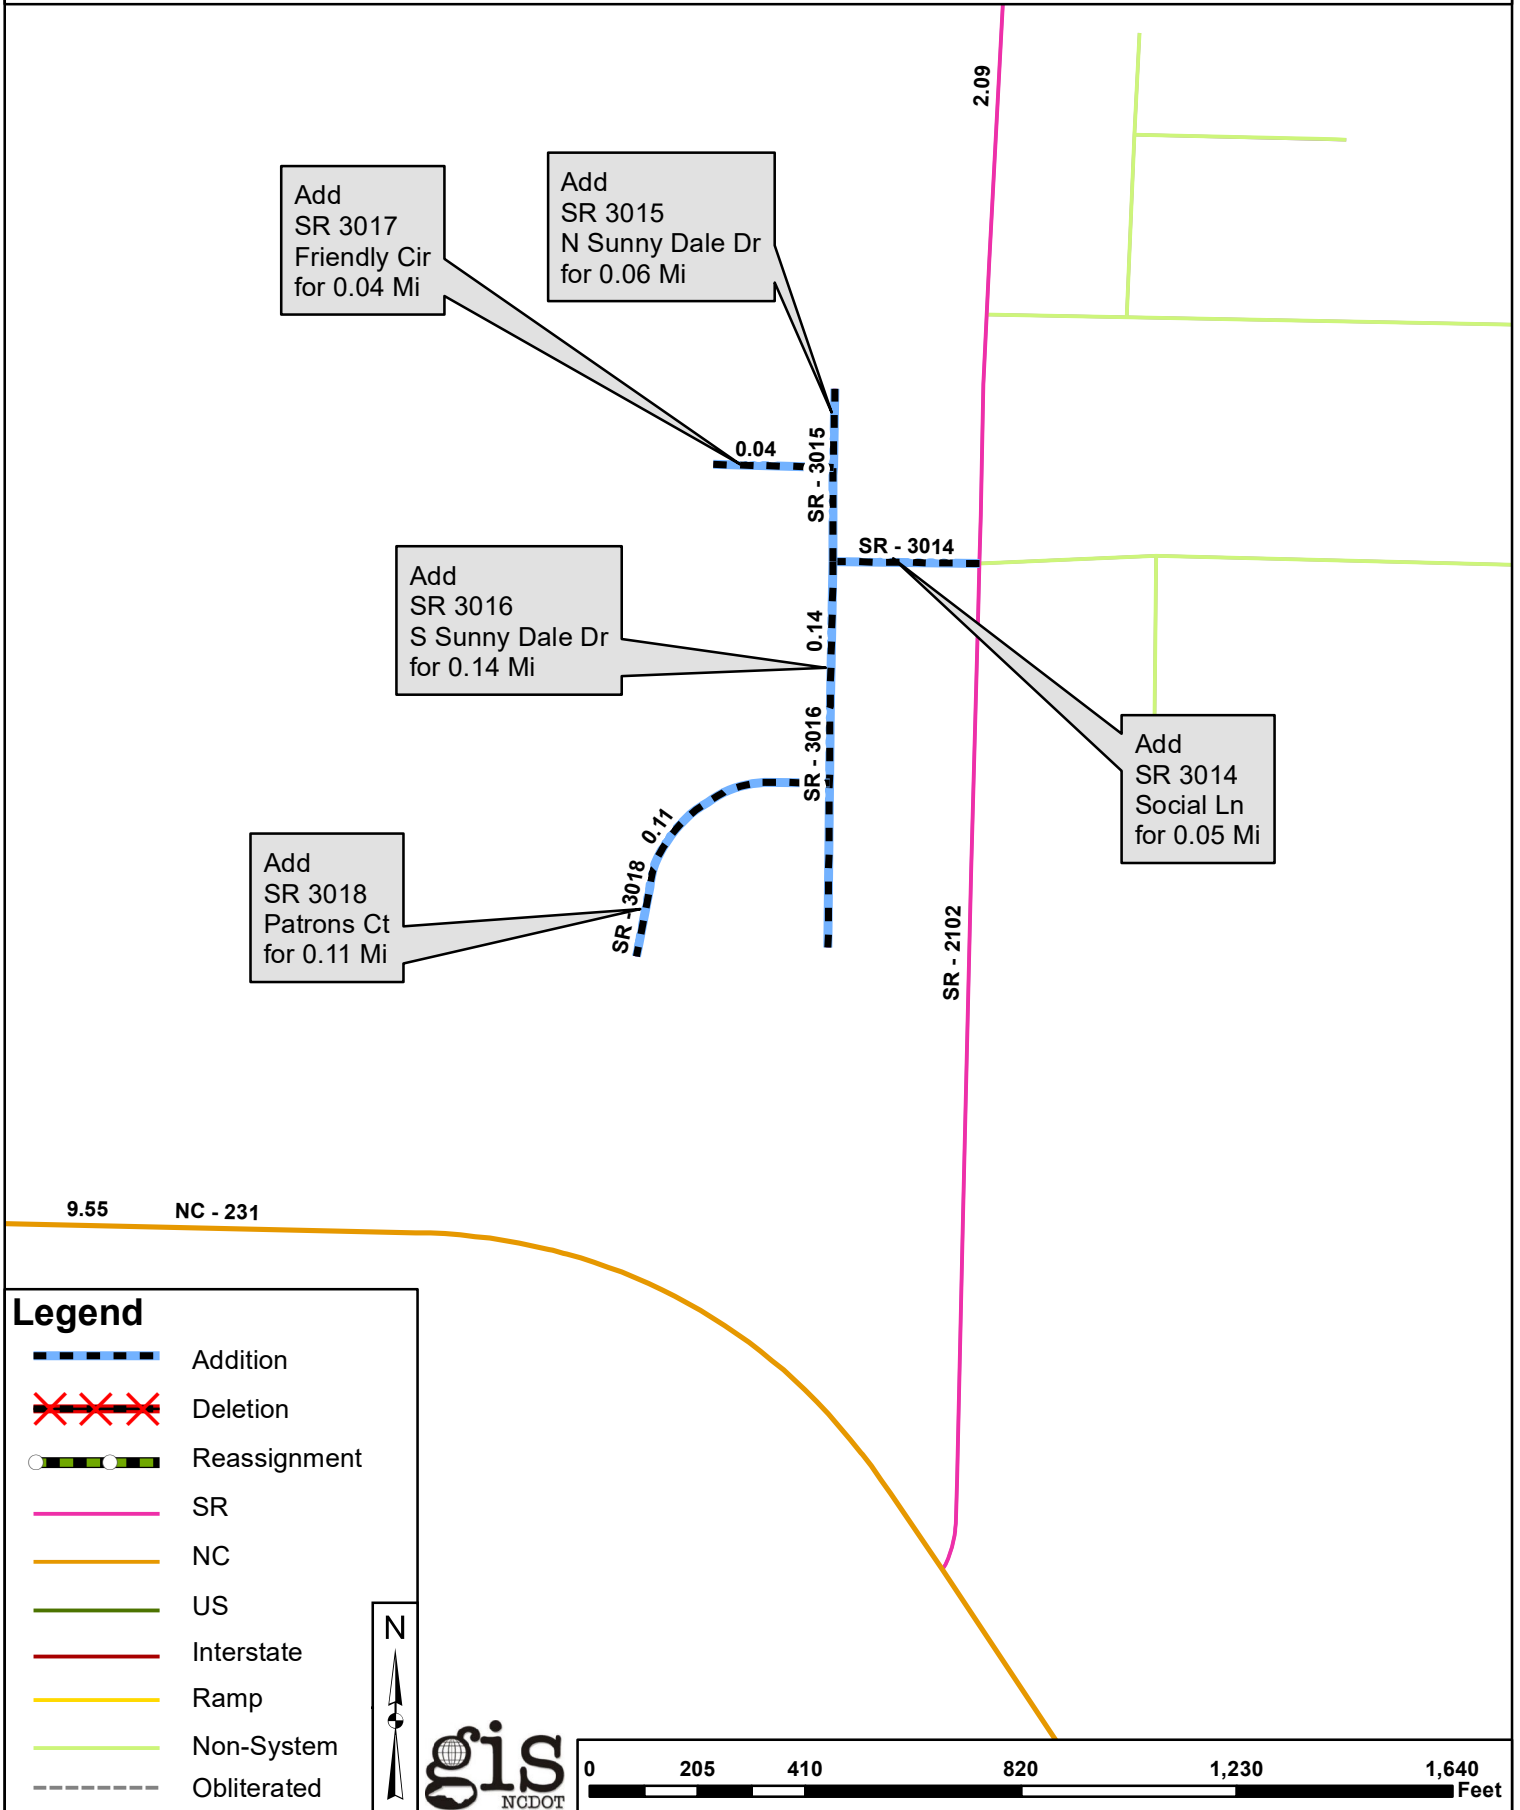 2.09
Add
SR 3017
Friendly Cir
for 0.04 Mi
Add
SR 3015
N Sunny Dale Dr
for 0.06 Mi
0.04
SR - 3015
SR - 3014
Add
SR 3016
S Sunny Dale Dr
for 0.14 Mi
0.14
SR - 3016
Add
SR 3014
Social Ln
for 0.05 Mi
0.11
SR - 3018
Add
SR 3018
Patrons Ct
for 0.11 Mi
SR - 2102
9.55
NC - 231
Legend
Addition
Deletion
Reassignment
SR
NC
US
Interstate
Ramp
Non-System
Obliterated
N
gis
NCDOT
0 205 410 820 1,230 1,640
Feet